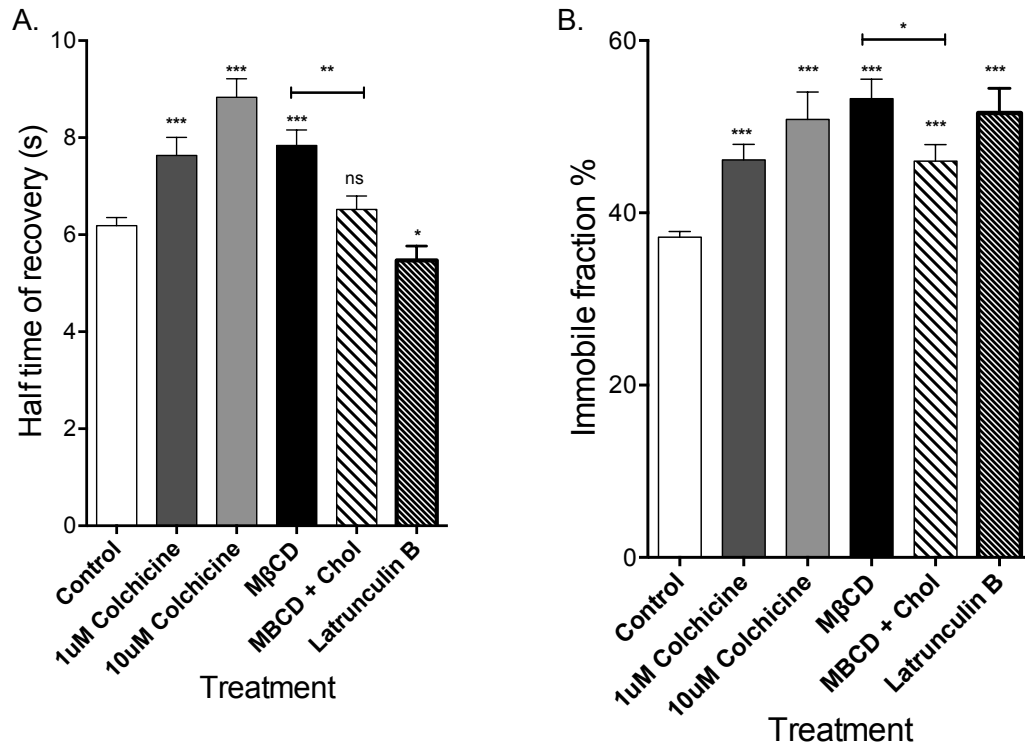 A.
10
8
6
4
2
0
Half time of recovery (s)
***
***
***
**
ns
*
Control
1uM Colchicine
10uM Colchicine
MβCD
MBCD + Chol
Latrunculin B
Treatment
B.
60
40
20
0
Immobile fraction %
***
***
***
*
***
***
Control
1uM Colchicine
10uM Colchicine
MβCD
MBCD + Chol
Latrunculin B
Treatment